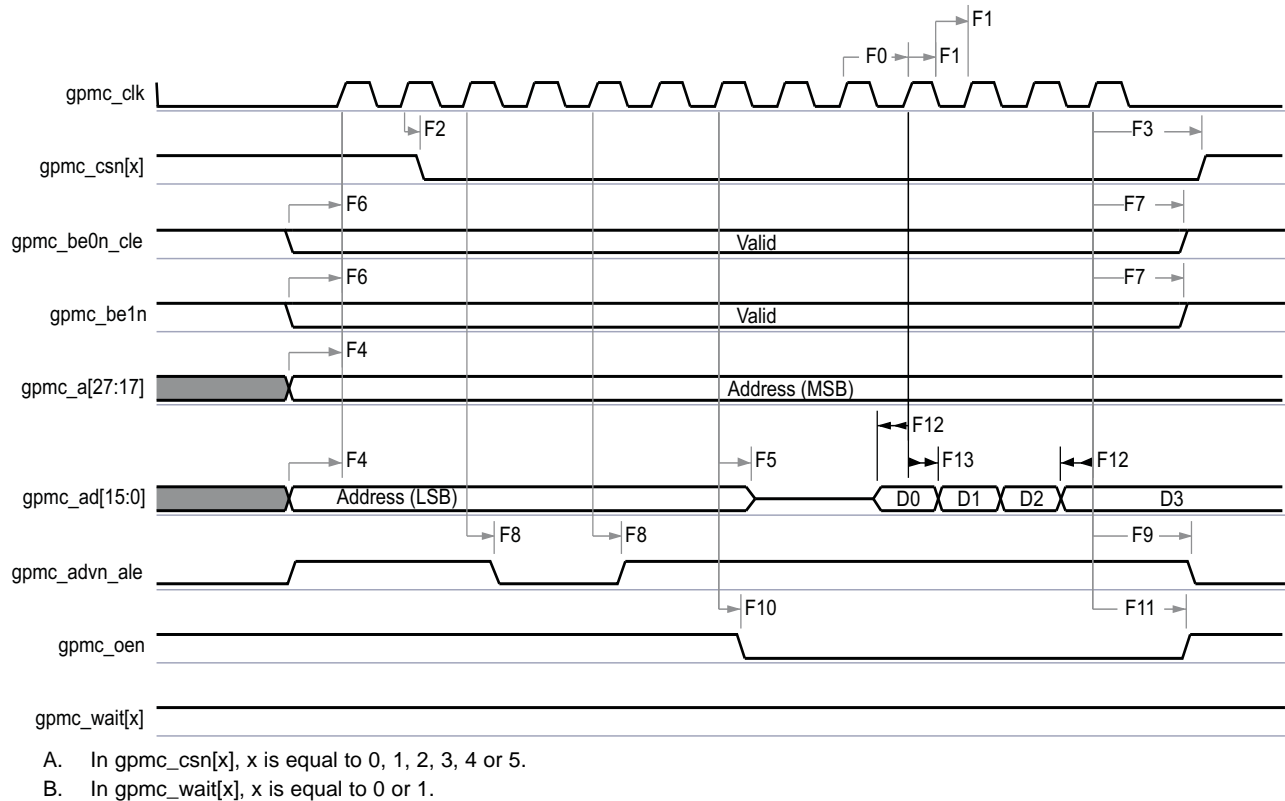 F1
F0 F1
gpmc_clk
F2 F3
gpmc_csn[x]
F6 F7
gpmc_be0n_cle Valid
F6 F7
gpmc_be1n Valid
F4
gpmc_a[27:17] Address (MSB)
F12
F4 F5 F13 F12
gpmc_ad[15:0] Address (LSB) D0 D1 D2 D3
F8 F8 F9
gpmc_advn_ale
F10 F11
gpmc_oen
gpmc_wait[x]
A. In gpmc_csn[x], x is equal to 0, 1, 2, 3, 4 or 5.
B. In gpmc_wait[x], x is equal to 0 or 1.